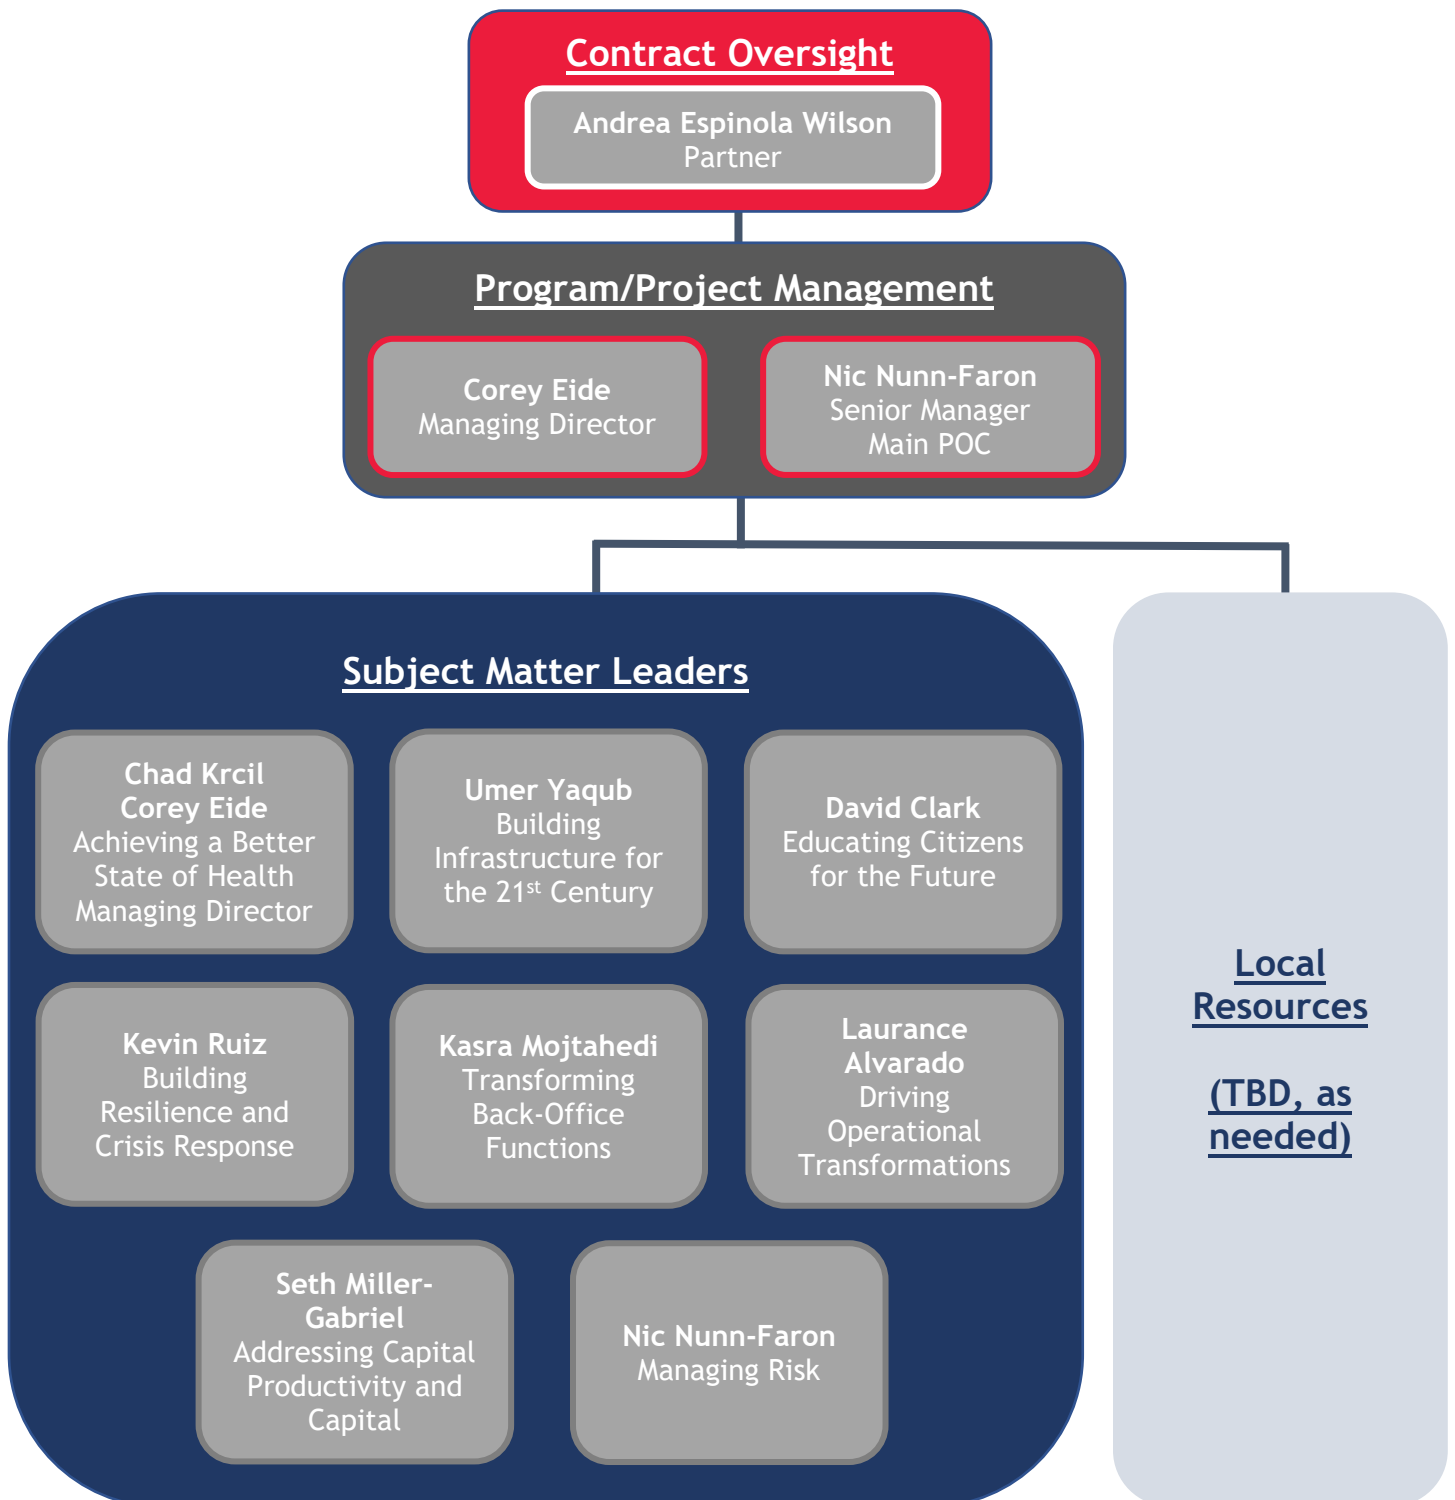 Contract Oversight
Andrea Espinola Wilson
Partner
Program/Project Management
Corey Eide
Managing Director
Nic Nunn-Faron
Senior Manager
Main POC
Subject Matter Leaders
Chad Krcil
Corey Eide
Achieving a Better
State of Health
Managing Director
Umer Yaqub
Building
Infrastructure for
the 21st Century
David Clark
Educating Citizens
for the Future
Kevin Ruiz
Building
Resilience and
Crisis Response
Kasra Mojtahedi
Transforming
Back-Office
Functions
Laurance
Alvarado
Driving
Operational
Transformations
Seth Miller-
Gabriel
Addressing Capital
Productivity and
Capital
Nic Nunn-Faron
Managing Risk
Local
Resources
(TBD, as
needed)